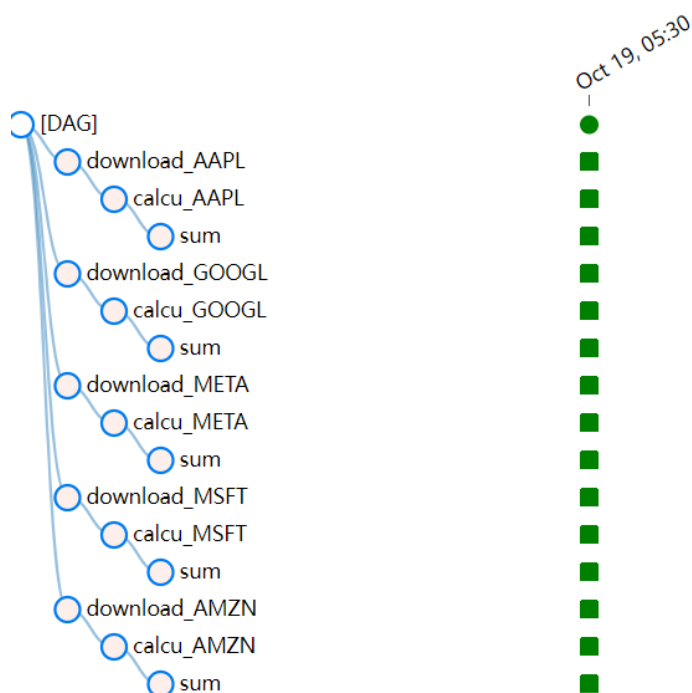 Oct 19, 05:30
[DAG]
download_AAPL
calcu_AAPL
sum
download_GOOGL
calcu_GOOGL
sum
download_META
calcu_META
sum
download_MSFT
calcu_MSFT
sum
download_AMZN
calcu_AMZN
sum